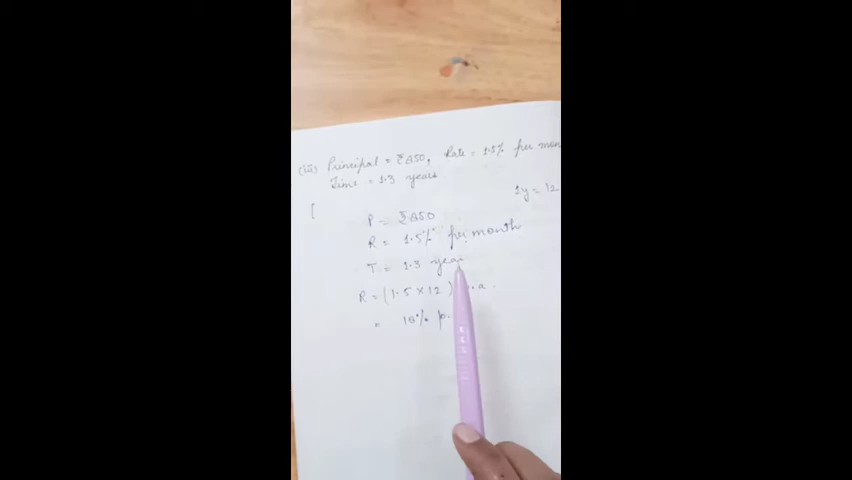 (iii) Principal = ₹850, Rate = 1.5% per mon
Time = 1.3 years
1y = 12
P = ₹850
R = 1.5% per month
T = 1.3 year
R = (1.5 × 12) .a.
= 18% p.